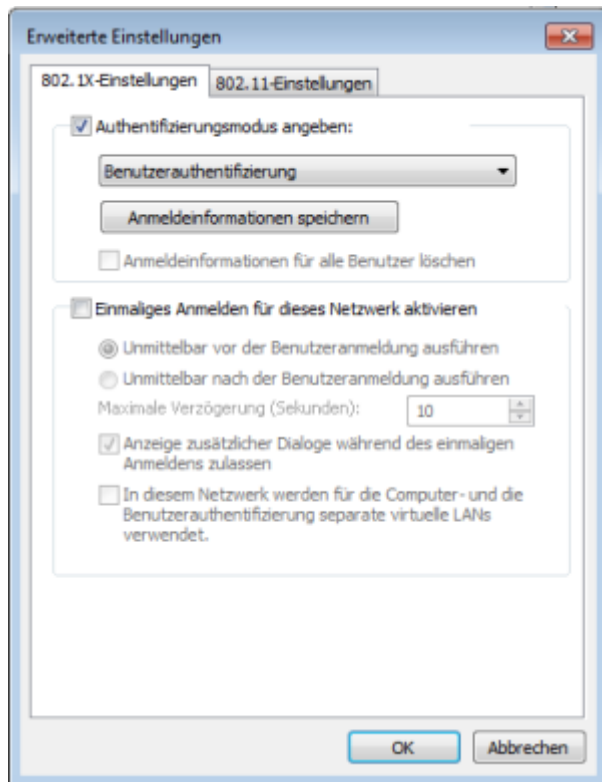 Erweiterte Einstellungen
802.1X-Einstellungen
802.11-Einstellungen
Authentifizierungsmodus angeben:
Benutzerauthentifizierung
Anmeldeinformationen speichern
Anmeldeinformationen für alle Benutzer löschen
Einmaliges Anmelden für dieses Netzwerk aktivieren
Unmittelbar vor der Benutzeranmeldung ausführen
Unmittelbar nach der Benutzeranmeldung ausführen
Maximale Verzögerung (Sekunden): 10
Anzeige zusätzlicher Dialoge während des einmaligen
Anmeldens zulassen
In diesem Netzwerk werden für die Computer- und die
Benutzerauthentifizierung separate virtuelle LANs
verwendet.
OK
Abbrechen